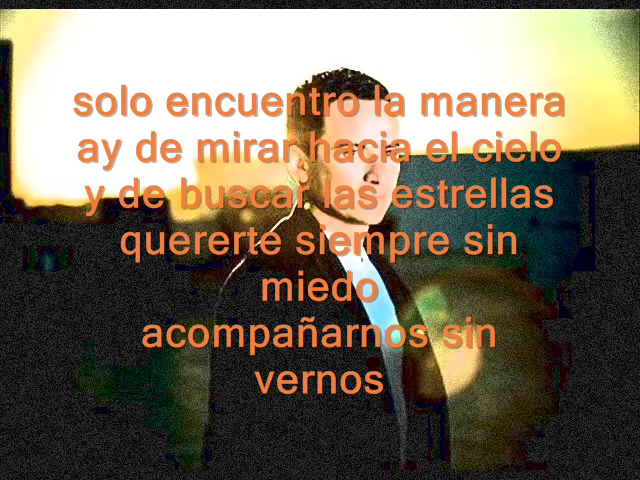 solo encuentro la manera
ay de mirar hacia el cielo
y de buscar las estrellas
quererte siempre sin
miedo
acompañarnos sin
vernos